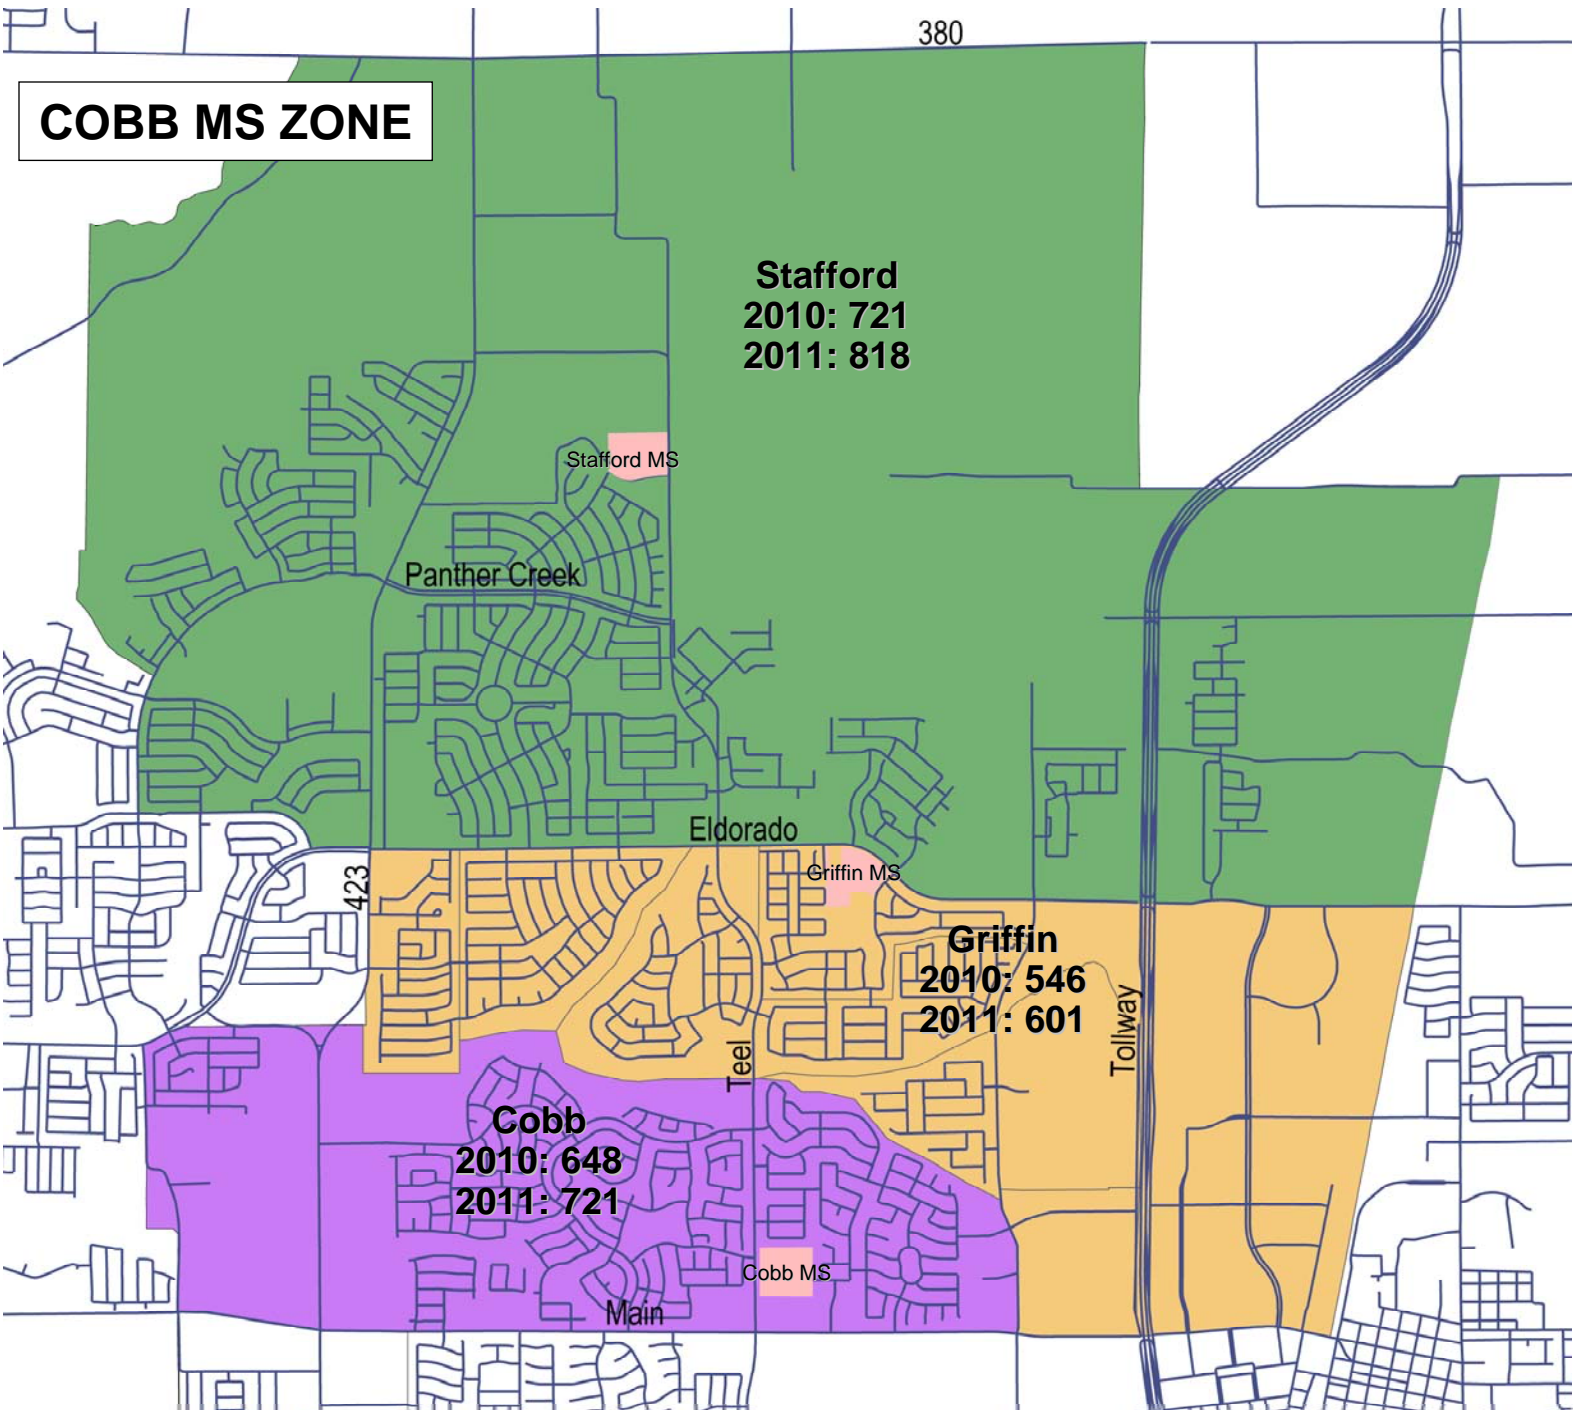 380
COBB MS ZONE
Stafford
2010: 721
2011: 818
Stafford MS
Panther Creek
Eldorado
423
Griffin MS
Griffin
2010: 546
2011: 601
Tollway
Teel
Cobb
2010: 648
2011: 721
Cobb MS
Main